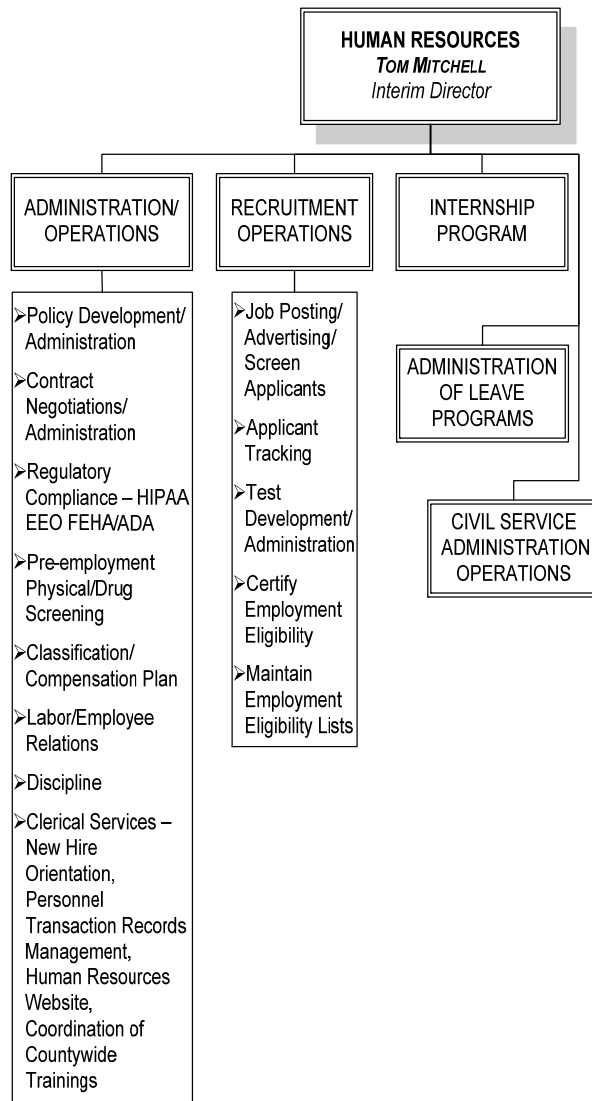 HUMAN RESOURCES
TOM MITCHELL
Interim Director
ADMINISTRATION/
OPERATIONS
RECRUITMENT
OPERATIONS
INTERNSHIP
PROGRAM
➢Policy Development/
Administration
➢Contract
Negotiations/
Administration
➢Regulatory
Compliance – HIPAA
EEO FEHA/ADA
➢Pre-employment
Physical/Drug
Screening
➢Classification/
Compensation Plan
➢Labor/Employee
Relations
➢Discipline
➢Clerical Services –
New Hire
Orientation,
Personnel
Transaction Records
Management,
Human Resources
Website,
Coordination of
Countywide
Trainings
➢Job Posting/
Advertising/
Screen
Applicants
➢Applicant
Tracking
➢Test
Development/
Administration
➢Certify
Employment
Eligibility
➢Maintain
Employment
Eligibility Lists
ADMINISTRATION
OF LEAVE
PROGRAMS
CIVIL SERVICE
ADMINISTRATION
OPERATIONS